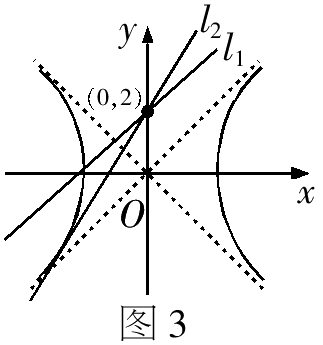 y
l₂
l₁
(0,2)
O
x
图 3